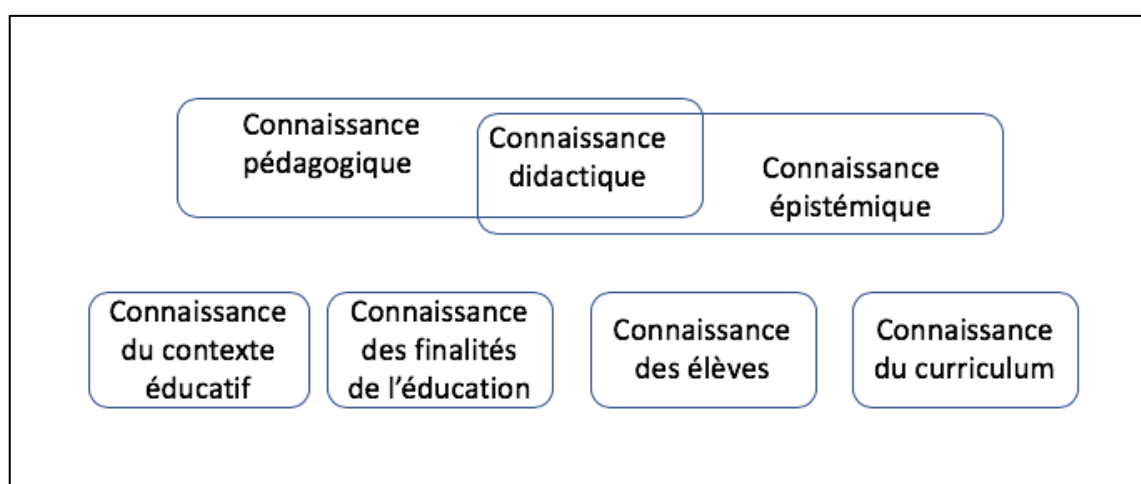 Connaissance
pédagogique
Connaissance
didactique
Connaissance
épistémique
Connaissance
du contexte
éducatif
Connaissance
des finalités
de l'éducation
Connaissance
des élèves
Connaissance
du curriculum